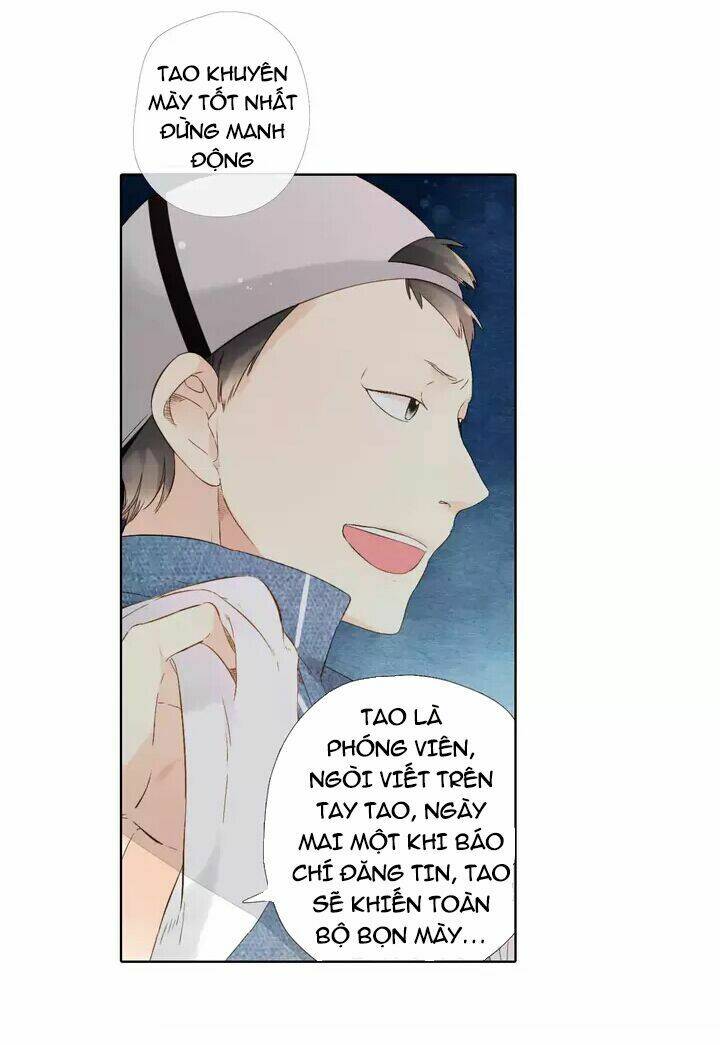 TAO KHUYÊN
MÀY TỐT NHẤT
ĐỪNG MANH
ĐỘNG
TAO LÀ
PHÓNG VIÊN,
NGÒI VIẾT TRÊN
TAY TAO, NGÀY
MAI MỘT KHI BÁO
CHÍ ĐĂNG TIN, TAO
SẼ KHIẾN TOÀN
BỘ BỌN MÀY...